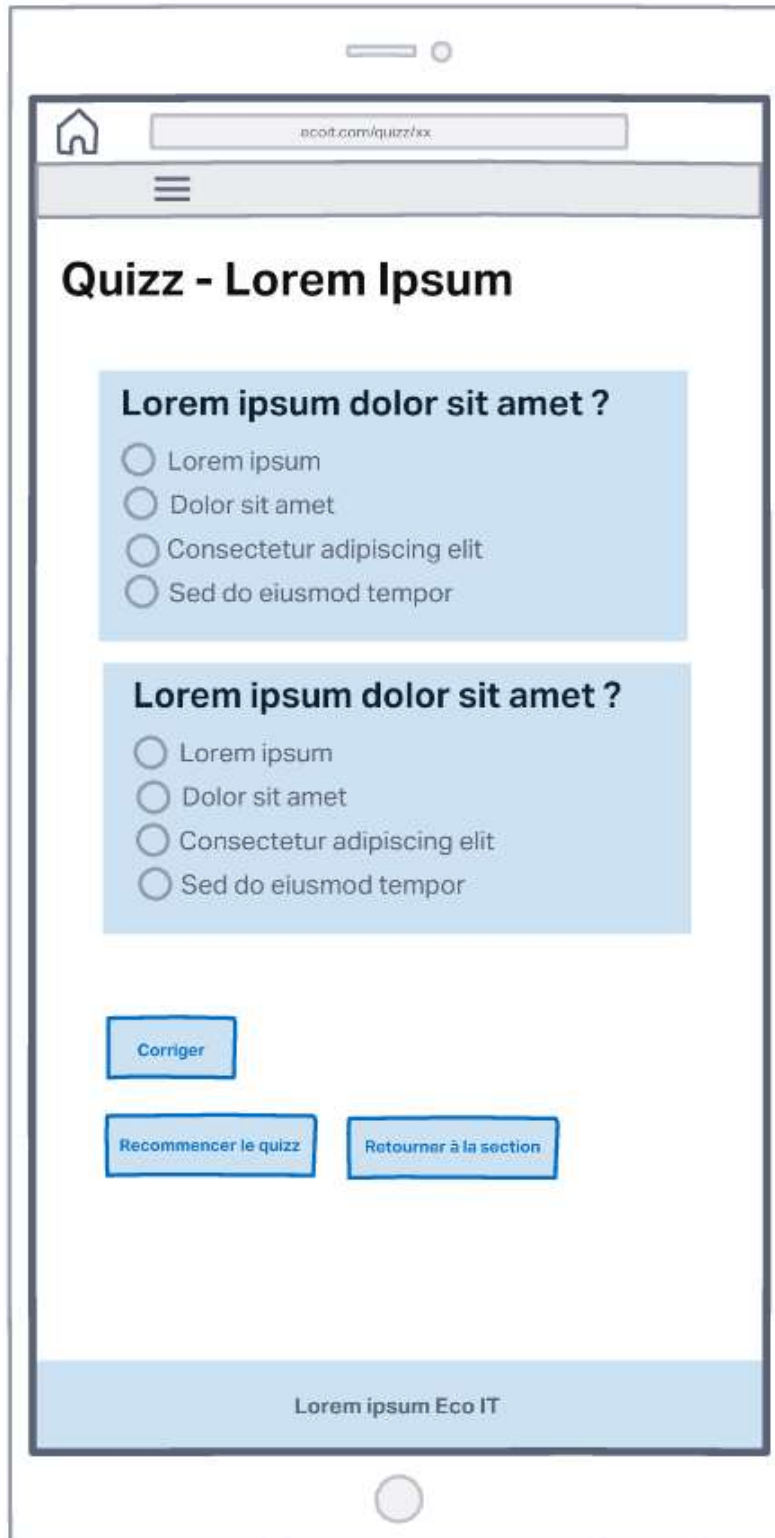 ecoit.com/quizz/xx
Quizz - Lorem Ipsum
Lorem ipsum dolor sit amet ?
Lorem ipsum
Dolor sit amet
Consectetur adipiscing elit
Sed do eiusmod tempor
Lorem ipsum dolor sit amet ?
Lorem ipsum
Dolor sit amet
Consectetur adipiscing elit
Sed do eiusmod tempor
Corriger
Recommencer le quizz
Retourner à la section
Lorem ipsum Eco IT